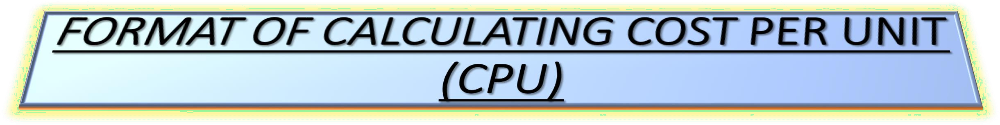 FORMAT OF CALCULATING COST PER UNIT
(CPU)